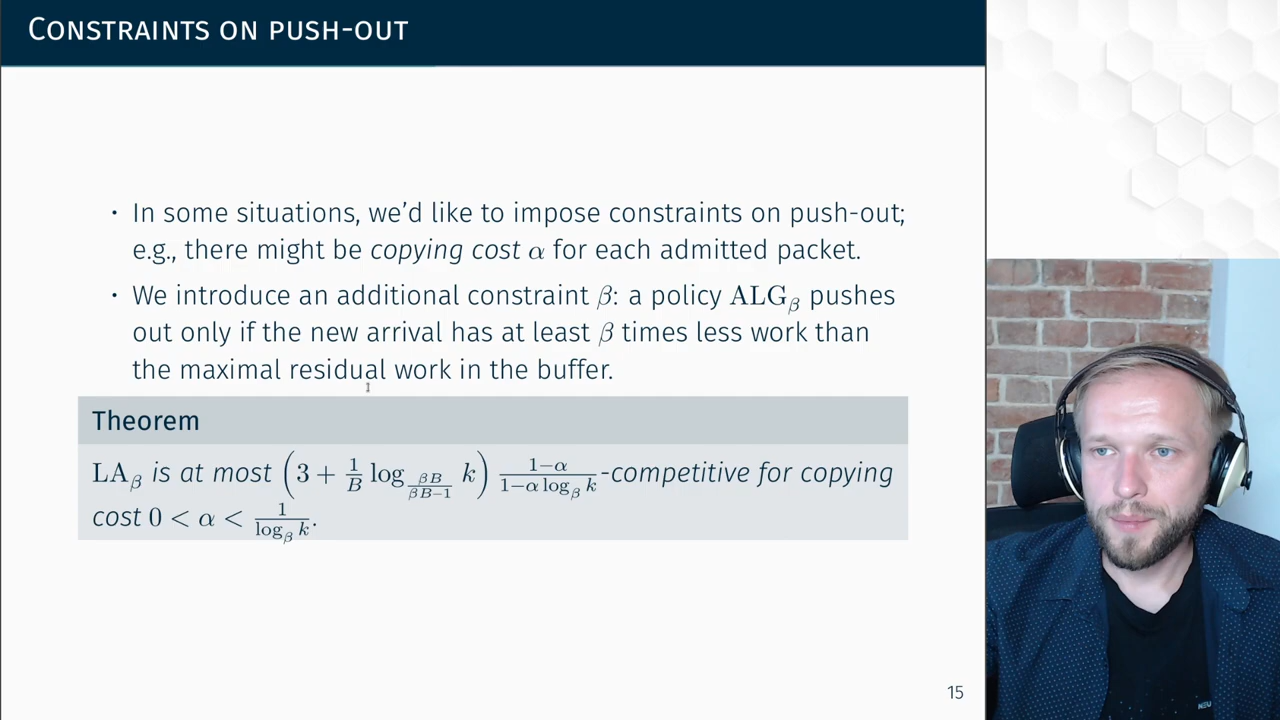 CONSTRAINTS ON PUSH-OUT
• In some situations, we'd like to impose constraints on push-out;
e.g., there might be copying cost α for each admitted packet.
• We introduce an additional constraint β: a policy ALG_β pushes
out only if the new arrival has at least β times less work than
the maximal residual work in the buffer.
Theorem
LA_β is at most (3 + 1/B log_{βB/(βB−1)} k) (1−α)/(1−α log_β k)-competitive for copying
cost 0 < α < 1/(log_β k).
15
NEU